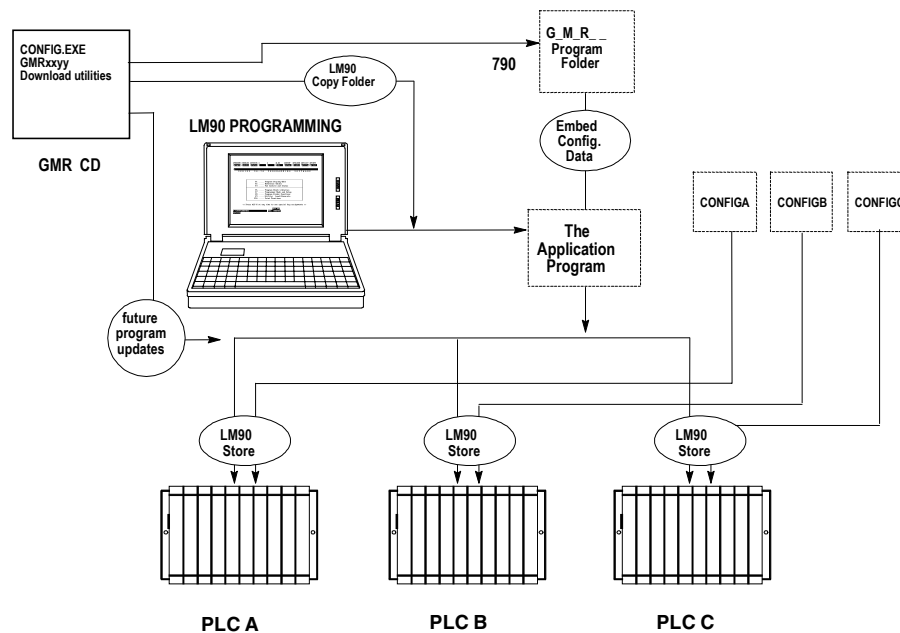 CONFIG.EXE
GMRxxyy
Download utilities
GMR CD
LM90
Copy Folder
790
G_M_R_ _
Program
Folder
LM90 PROGRAMMING
Embed
Config.
Data
The
Application
Program
CONFIGA
CONFIGB
CONFIGC
future
program
updates
LM90
Store
LM90
Store
LM90
Store
PLC A
PLC B
PLC C